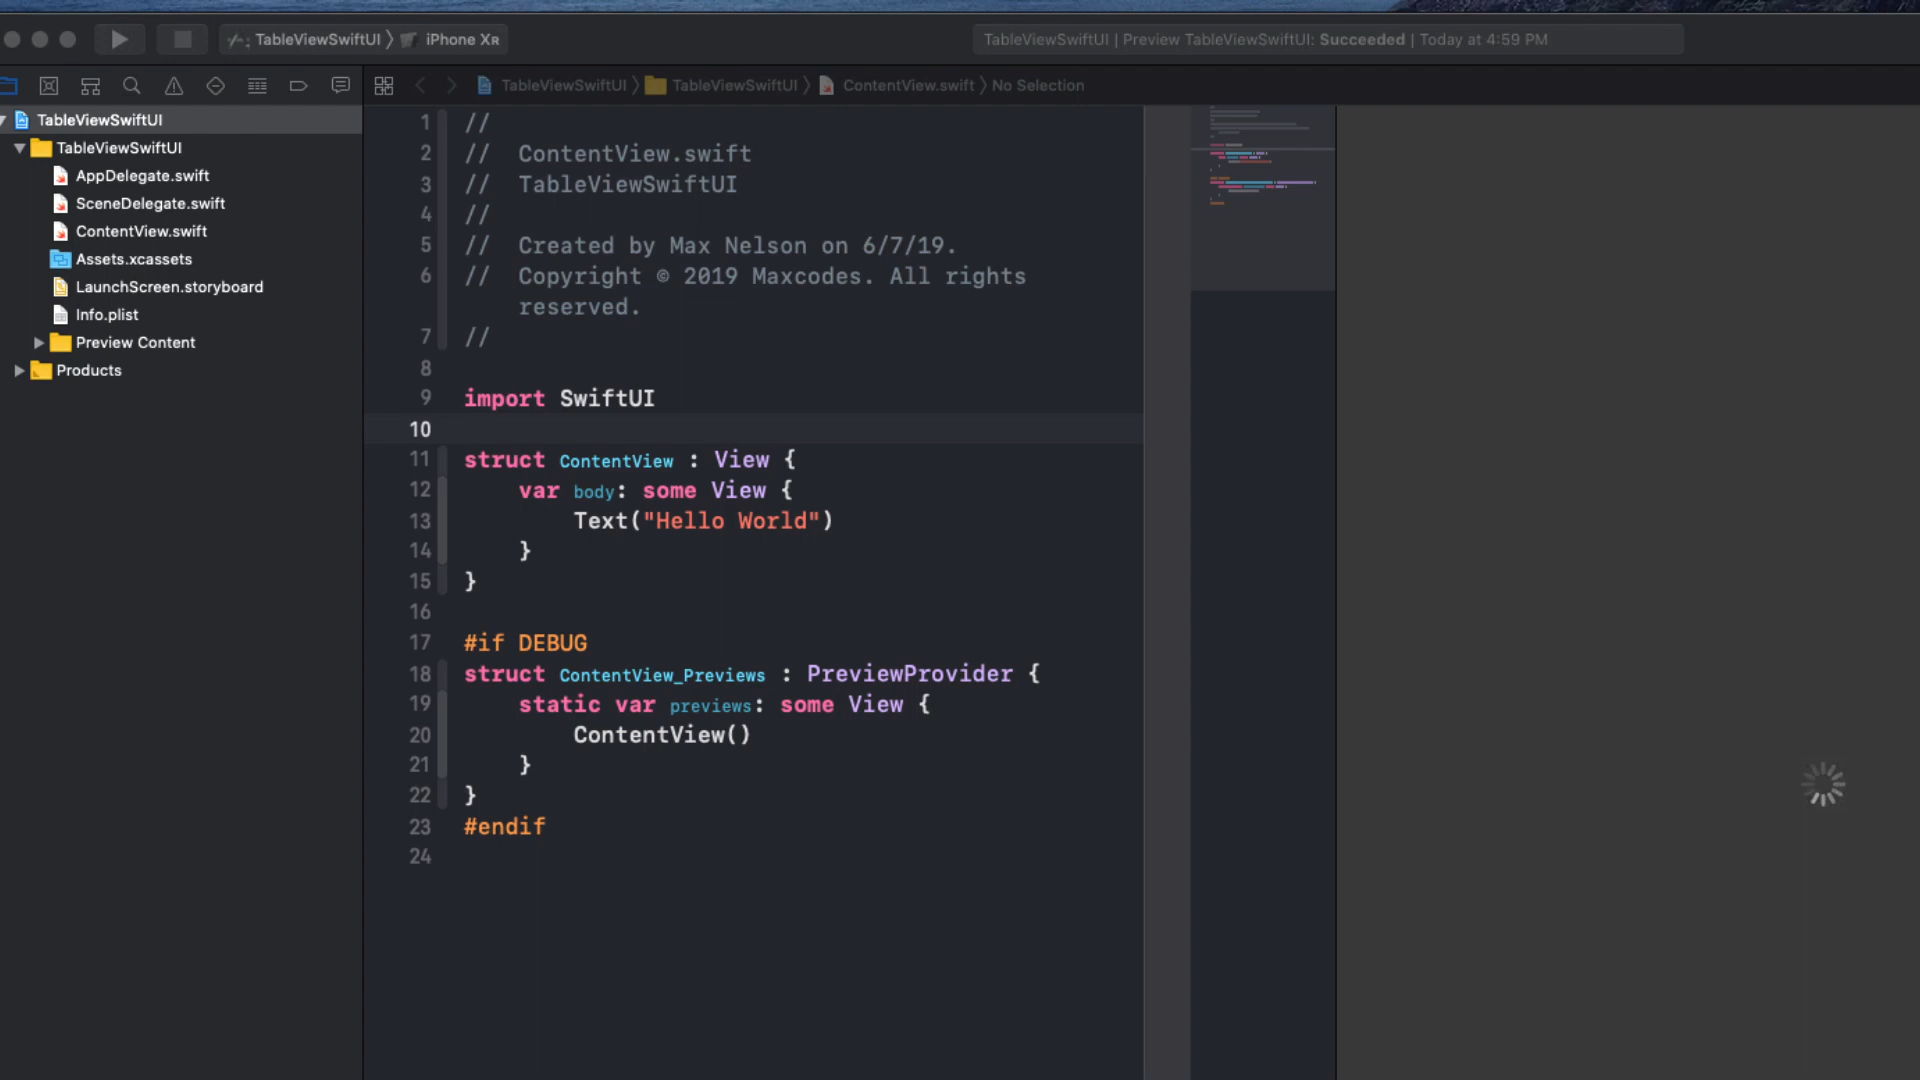 TableViewSwiftUI 〉 iPhone XR
TableViewSwiftUI | Preview TableViewSwiftUI: Succeeded | Today at 4:59 PM
TableViewSwiftUI 〉 TableViewSwiftUI 〉 ContentView.swift 〉 No Selection
TableViewSwiftUI
TableViewSwiftUI
AppDelegate.swift
SceneDelegate.swift
ContentView.swift
Assets.xcassets
LaunchScreen.storyboard
Info.plist
Preview Content
Products
1 //
2 //  ContentView.swift
3 //  TableViewSwiftUI
4 //
5 //  Created by Max Nelson on 6/7/19.
6 //  Copyright © 2019 Maxcodes. All rights
reserved.
7 //
8
9 import SwiftUI
10
11 struct ContentView : View {
12     var body: some View {
13         Text("Hello World")
14     }
15 }
16
17 #if DEBUG
18 struct ContentView_Previews : PreviewProvider {
19     static var previews: some View {
20         ContentView()
21     }
22 }
23 #endif
24